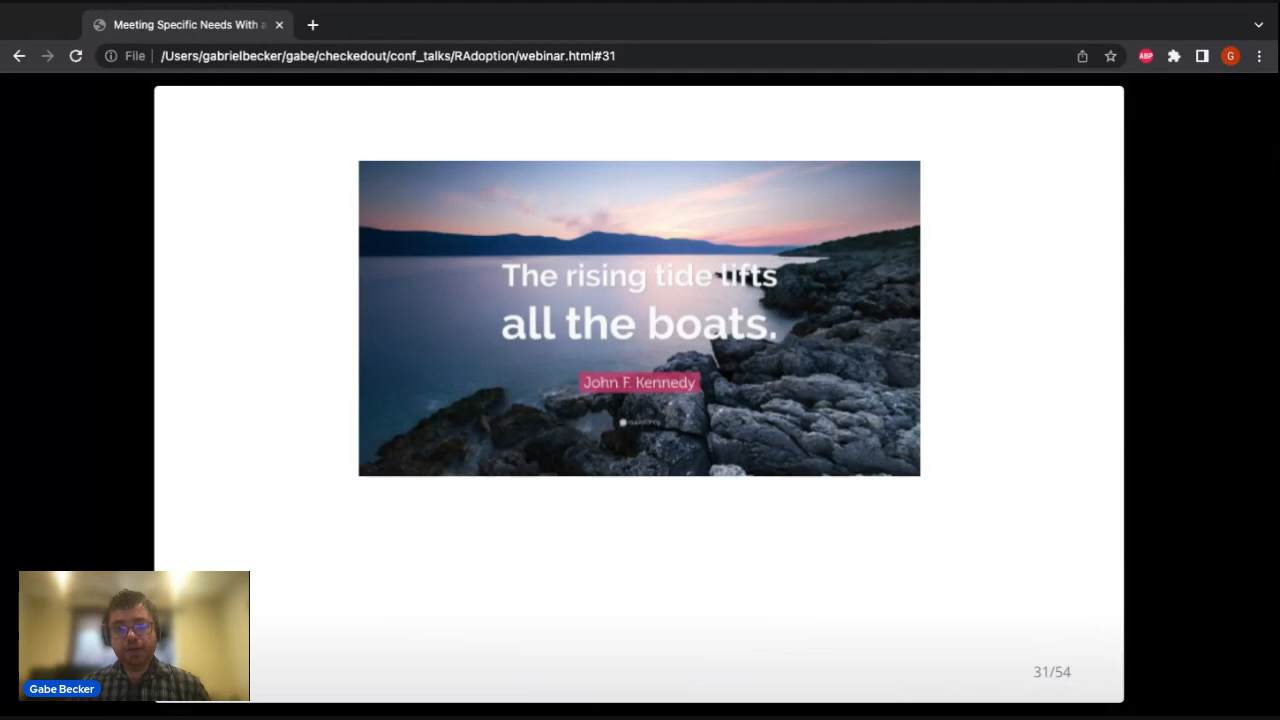 Meeting Specific Needs With a
File
/Users/gabrielbecker/gabe/checkedout/conf_talks/RAdoption/webinar.html#31
ABP
G
The rising tide lifts
all the boats.
John F. Kennedy
31/54
Gabe Becker